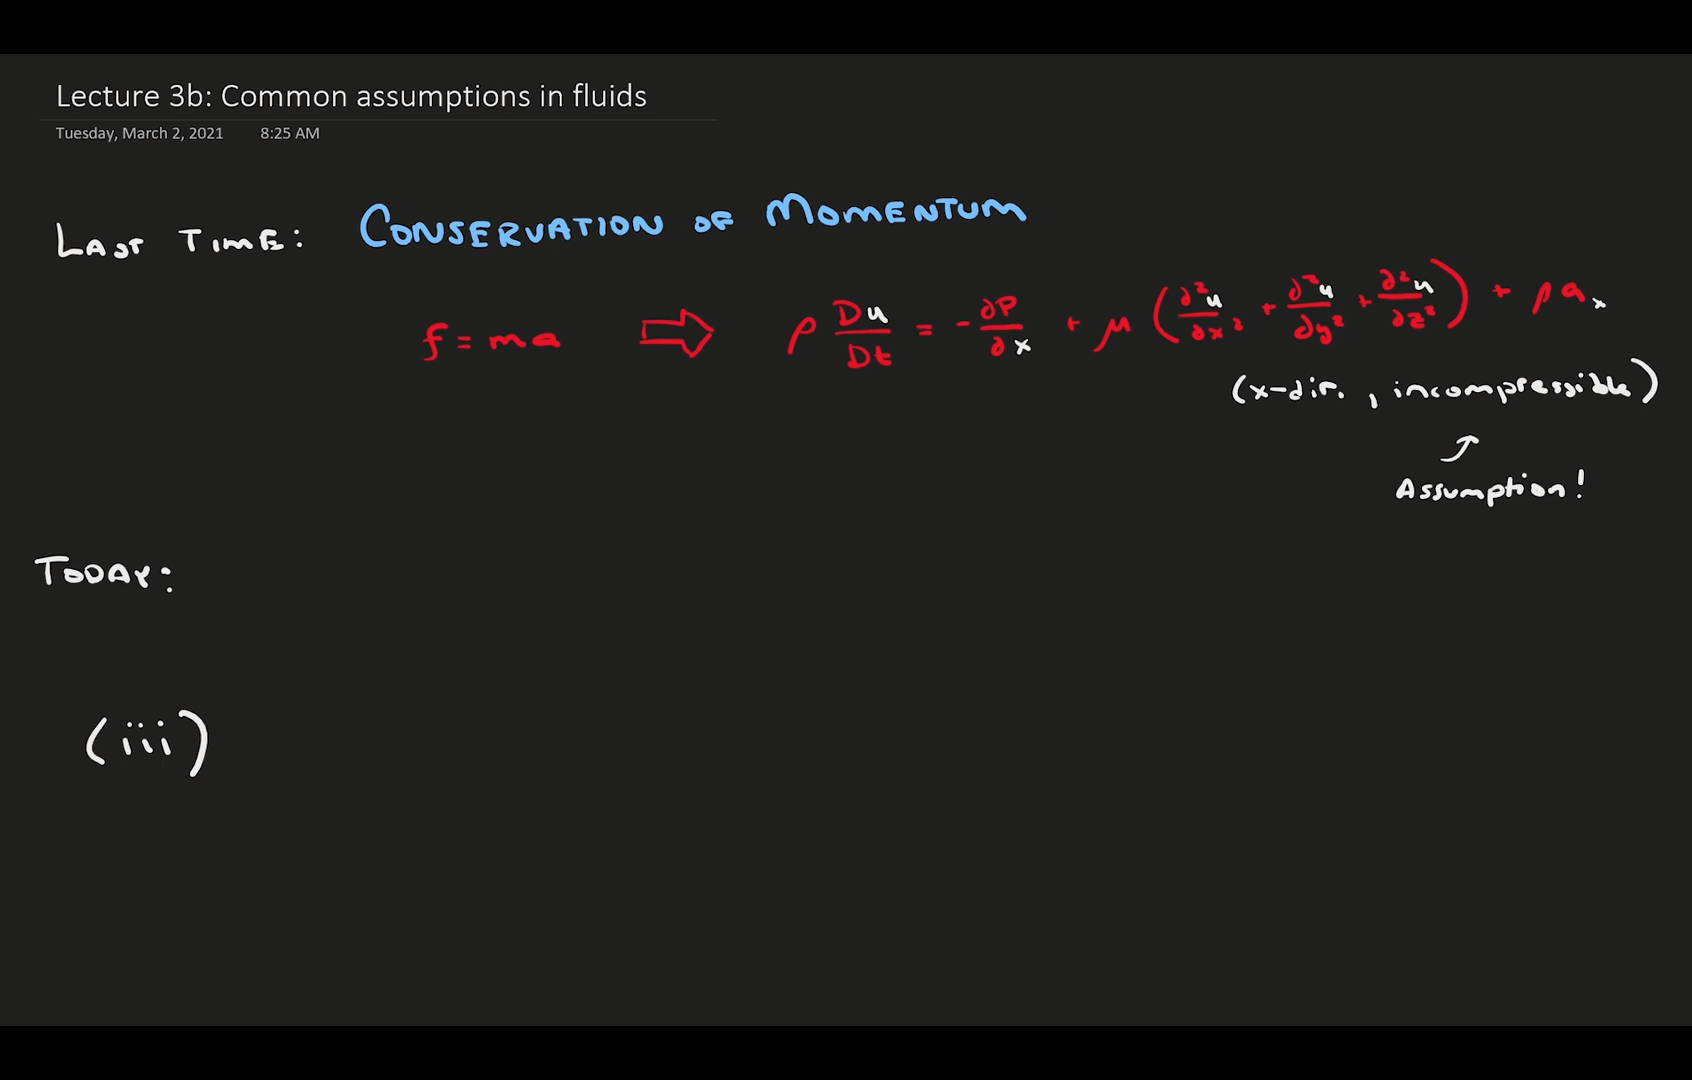 Lecture 3b: Common assumptions in fluids
Tuesday, March 2, 2021 8:25 AM
LAST TIME: CONSERVATION OF MOMENTUM
f = ma ⇒ ρ Du/Dt = - ∂P/∂x + μ (∂²u/∂x² + ∂²u/∂y² + ∂²u/∂z²) + ρa_x
(x-dir., incompressible)
Assumption!
TODAY:
(iii)